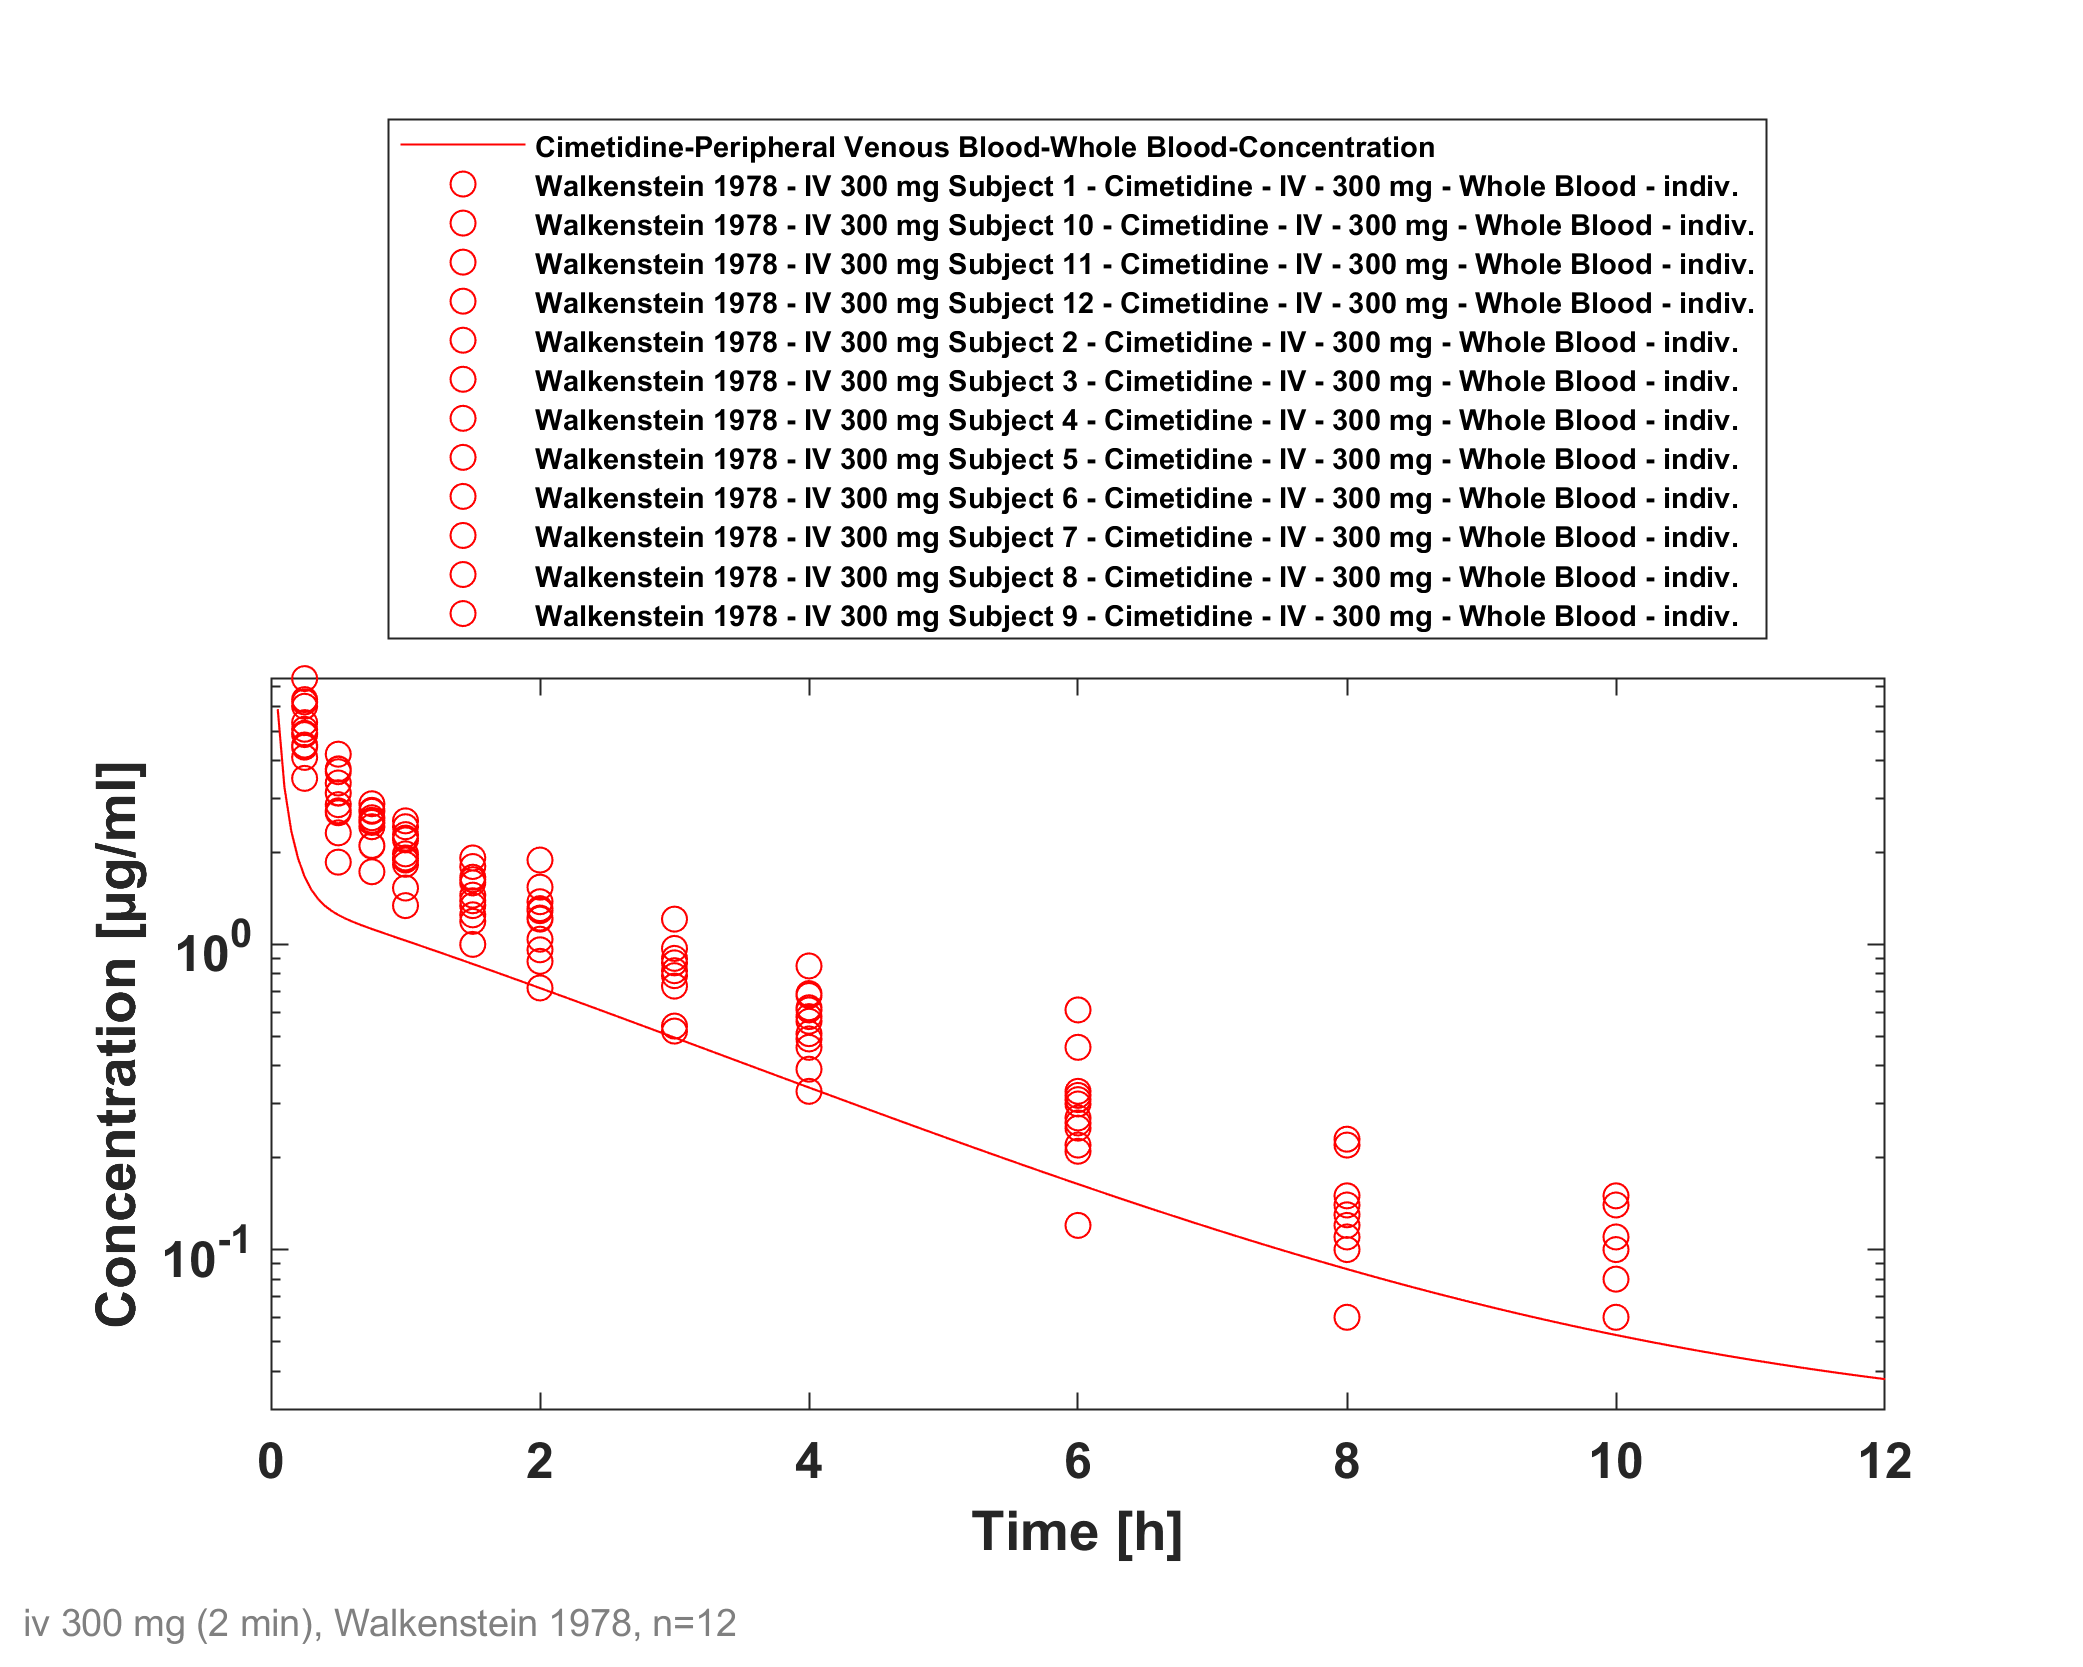 Cimetidine-Peripheral Venous Blood-Whole Blood-Concentration
Walkenstein 1978 - IV 300 mg Subject 1 - Cimetidine - IV - 300 mg - Whole Blood - indiv.
Walkenstein 1978 - IV 300 mg Subject 10 - Cimetidine - IV - 300 mg - Whole Blood - indiv.
Walkenstein 1978 - IV 300 mg Subject 11 - Cimetidine - IV - 300 mg - Whole Blood - indiv.
Walkenstein 1978 - IV 300 mg Subject 12 - Cimetidine - IV - 300 mg - Whole Blood - indiv.
Walkenstein 1978 - IV 300 mg Subject 2 - Cimetidine - IV - 300 mg - Whole Blood - indiv.
Walkenstein 1978 - IV 300 mg Subject 3 - Cimetidine - IV - 300 mg - Whole Blood - indiv.
Walkenstein 1978 - IV 300 mg Subject 4 - Cimetidine - IV - 300 mg - Whole Blood - indiv.
Walkenstein 1978 - IV 300 mg Subject 5 - Cimetidine - IV - 300 mg - Whole Blood - indiv.
Walkenstein 1978 - IV 300 mg Subject 6 - Cimetidine - IV - 300 mg - Whole Blood - indiv.
Walkenstein 1978 - IV 300 mg Subject 7 - Cimetidine - IV - 300 mg - Whole Blood - indiv.
Walkenstein 1978 - IV 300 mg Subject 8 - Cimetidine - IV - 300 mg - Whole Blood - indiv.
Walkenstein 1978 - IV 300 mg Subject 9 - Cimetidine - IV - 300 mg - Whole Blood - indiv.
Concentration [µg/ml]
10^0
10^-1
0 2 4 6 8 10 12
Time [h]
iv 300 mg (2 min), Walkenstein 1978, n=12